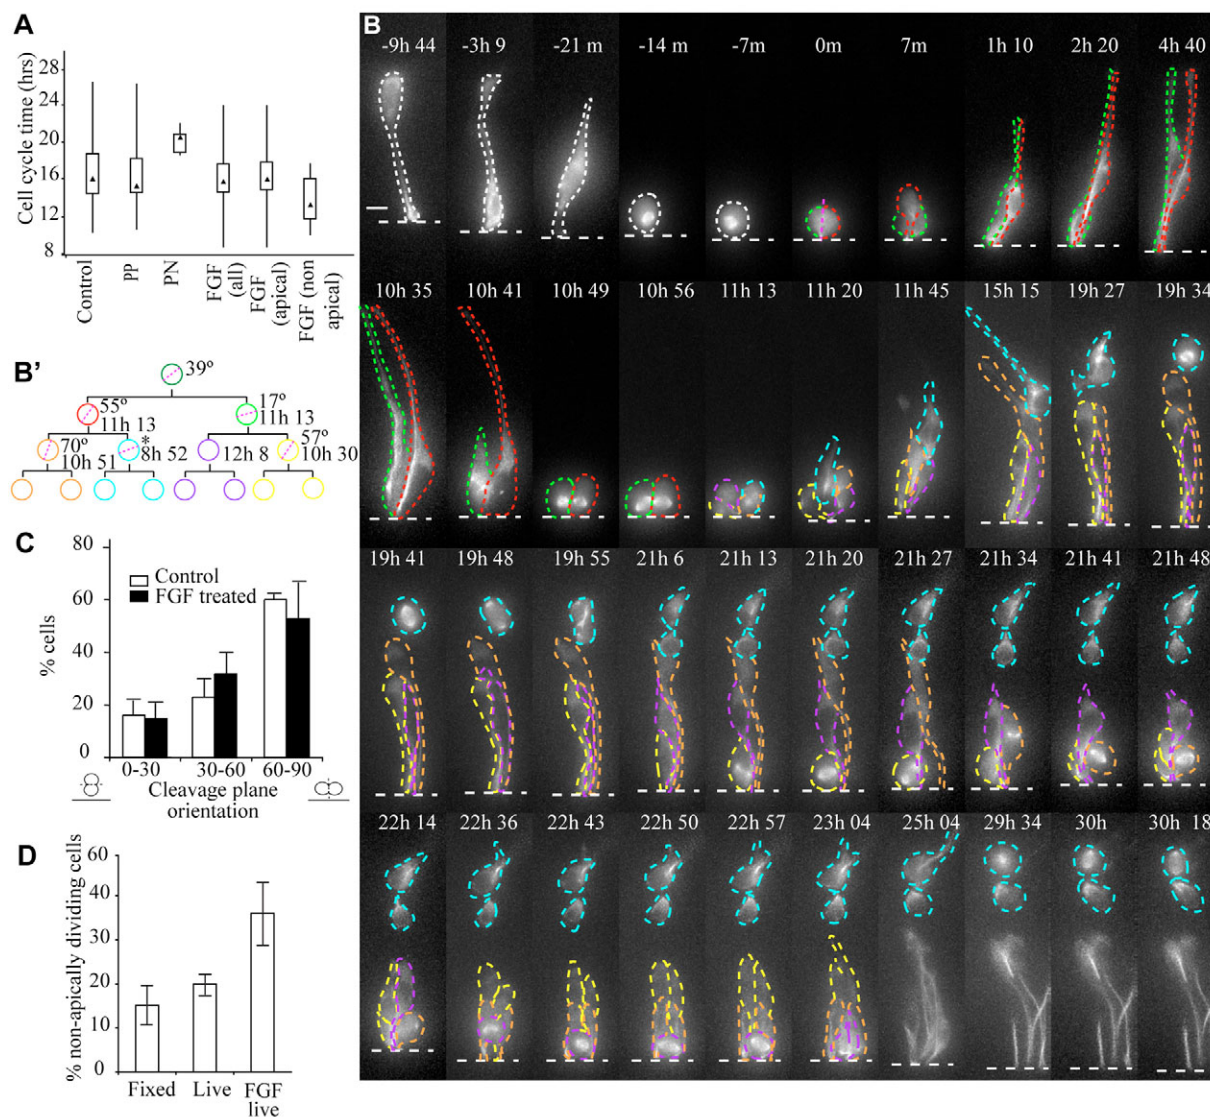 A
Cell cycle time (hrs)
28
24
20
16
12
8
Control
PP
PN
FGF
(all)
FGF
(apical)
FGF (non
apical)
B'
39º
55º
11h 13
17º
11h 13
70º
10h 51
*
8h 52
12h 8
57º
10h 30
C
% cells
80
60
40
20
0
Control
FGF treated
0-30
30-60
60-90
Cleavage plane
orientation
D
% non-apically dividing cells
60
40
30
20
10
0
Fixed
Live
FGF
live
B
-9h 44
-3h 9
-21 m
-14 m
-7m
0m
7m
1h 10
2h 20
4h 40
10h 35
10h 41
10h 49
10h 56
11h 13
11h 20
11h 45
15h 15
19h 27
19h 34
19h 41
19h 48
19h 55
21h 6
21h 13
21h 20
21h 27
21h 34
21h 41
21h 48
22h 14
22h 36
22h 43
22h 50
22h 57
23h 04
25h 04
29h 34
30h
30h 18